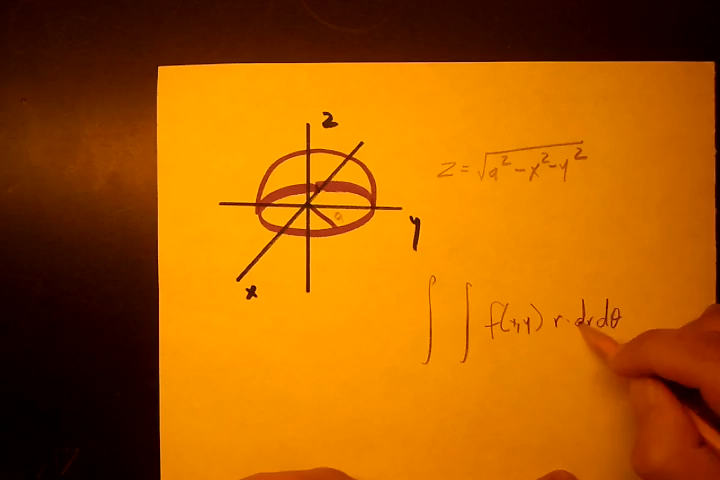 z
z = √(a² - x² - y²)
a
y
x
∫ ∫ f(x,y) r · dr dθ